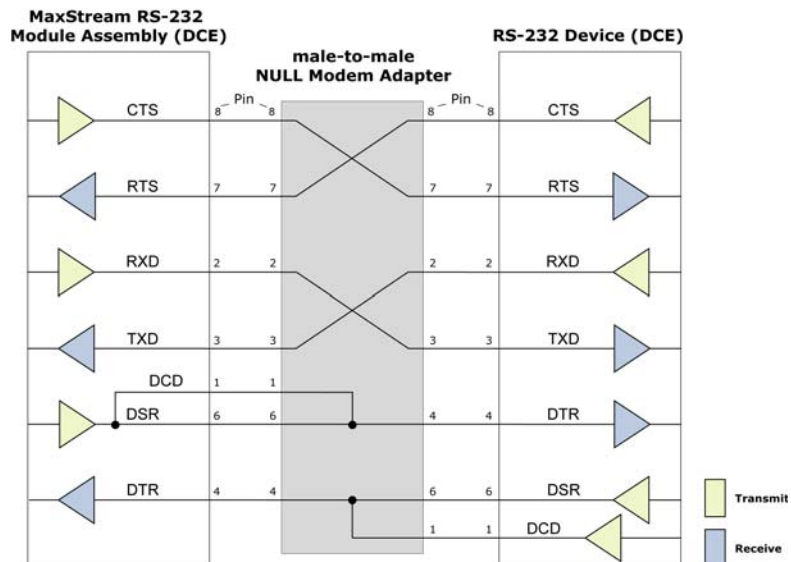 MaxStream RS-232
Module Assembly (DCE)
male-to-male
NULL Modem Adapter
RS-232 Device (DCE)
CTS 8 Pin 8 8 Pin 8 CTS
RTS 7 7 7 7 RTS
RXD 2 2 2 2 RXD
TXD 3 3 3 3 TXD
DCD 1 1
DSR 6 6 4 4 DTR
DTR 4 4 6 6 DSR
1 1 DCD
Transmit
Receive